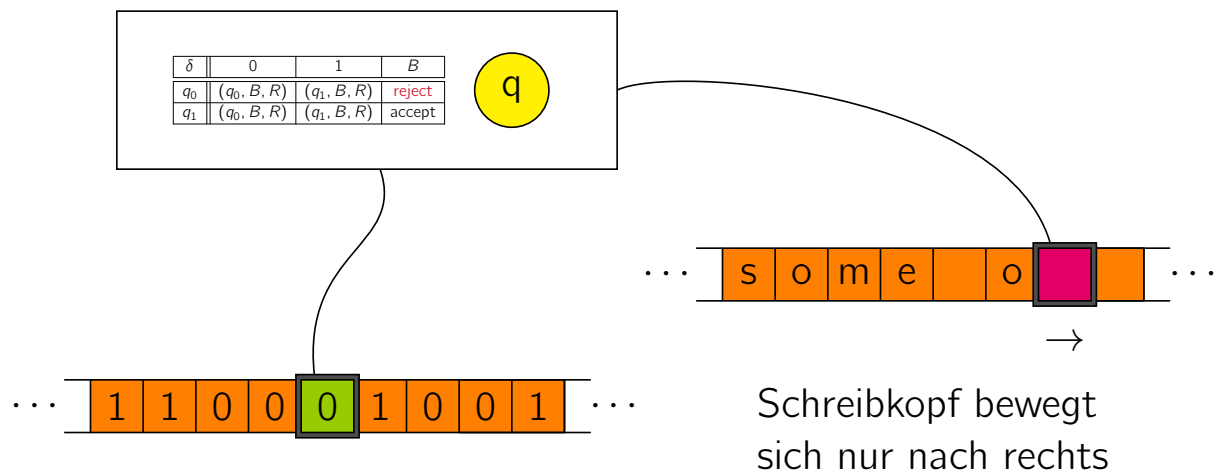 δ 0 1 B
q₀ (q₀, B, R) (q₁, B, R) reject
q₁ (q₀, B, R) (q₁, B, R) accept
q
··· s o m e o ···
→
··· 1 1 0 0 0 1 0 0 1 ···
Schreibkopf bewegt
sich nur nach rechts